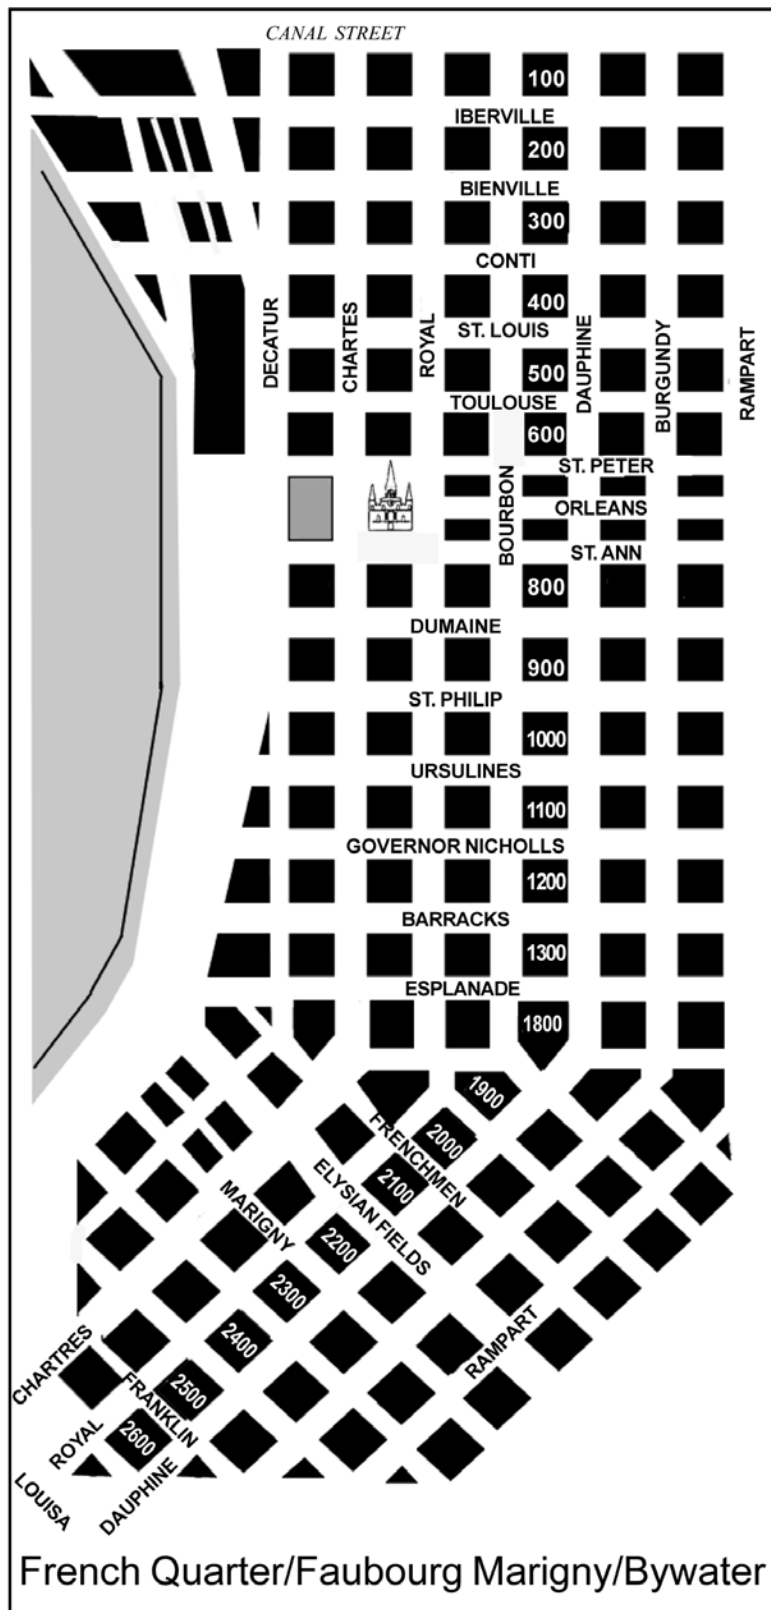 CANAL STREET
100
IBERVILLE
200
BIENVILLE
300
CONTI
400
DECATUR
CHARTES
ROYAL
ST. LOUIS
DAUPHINE
BURGUNDY
RAMPART
500
TOULOUSE
600
ST. PETER
BOURBON
ORLEANS
ST. ANN
800
DUMAINE
900
ST. PHILIP
1000
URSULINES
1100
GOVERNOR NICHOLLS
1200
BARRACKS
1300
ESPLANADE
1800
1900
FRENCHMEN
2000
2100
ELYSIAN FIELDS
MARIGNY
2200
2300
2400
RAMPART
CHARTRES
FRANKLIN
2500
2600
ROYAL
DAUPHINE
LOUISA
French Quarter/Faubourg Marigny/Bywater